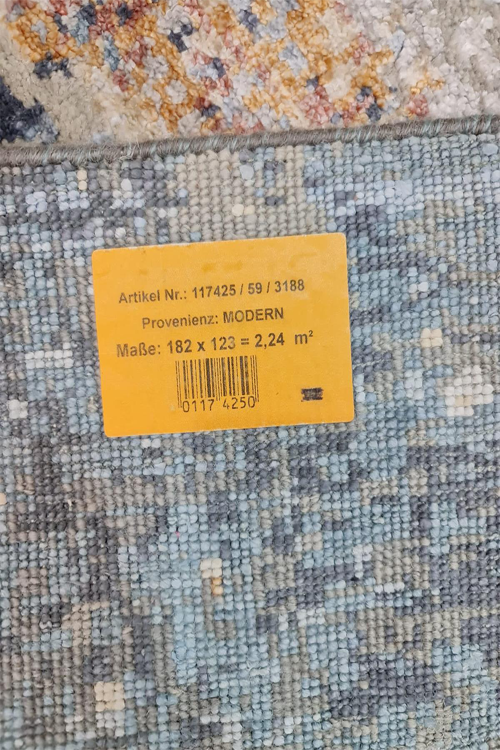 Artikel Nr.: 117425 / 59 / 3188
Provenienz: MODERN
Maße: 182 x 123 = 2,24 m²
0117 4250